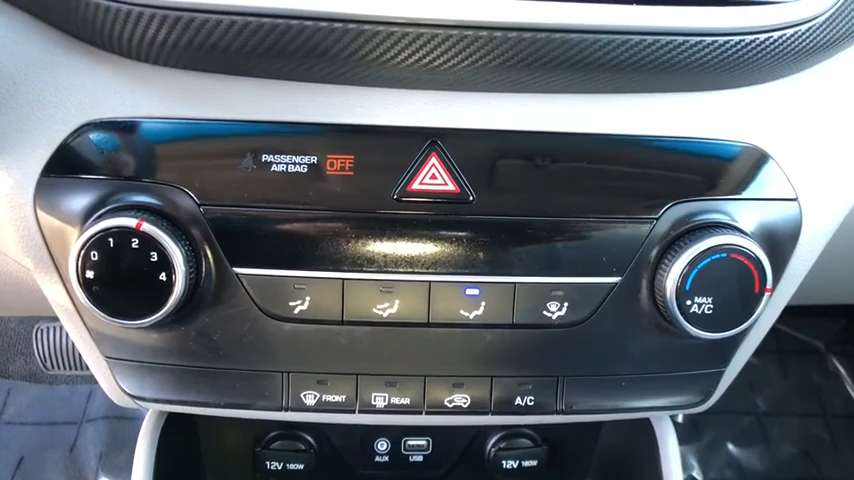 PASSENGER
AIR BAG
OFF
0 1 2 3 4
MAX
A/C
FRONT
REAR
A/C
12V 180W
AUX
USB
12V 180W